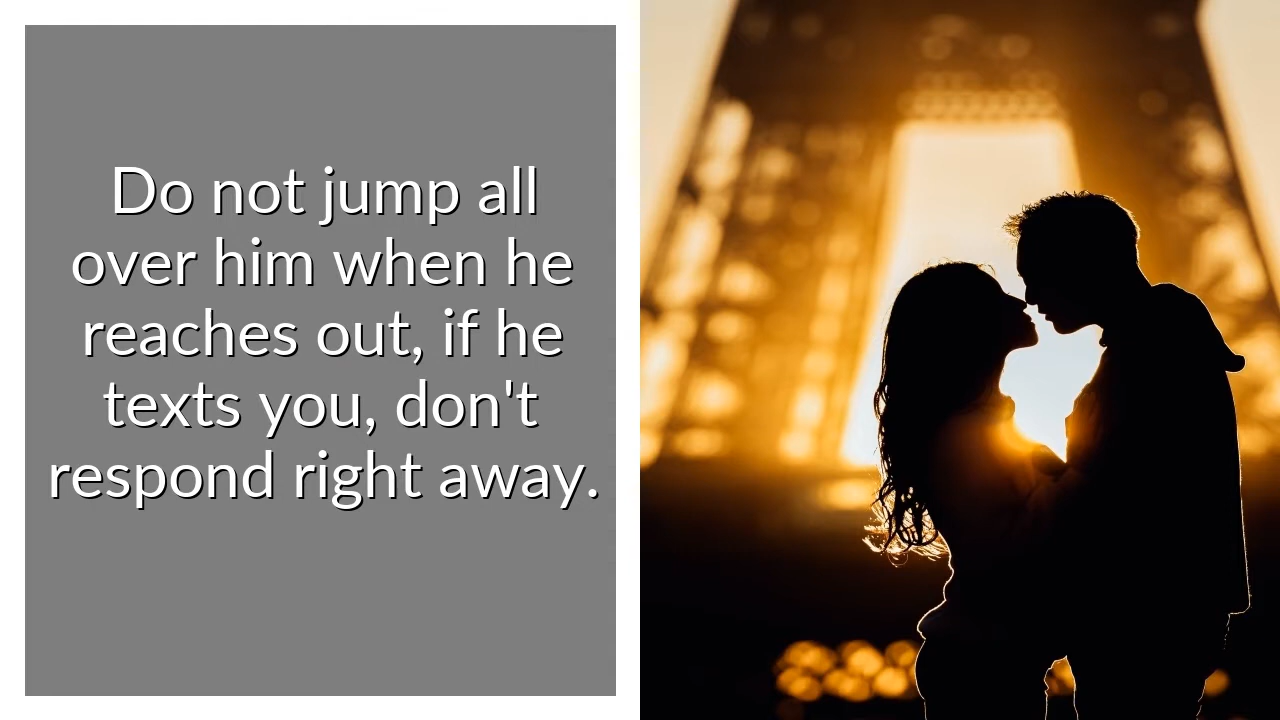 Do not jump all
over him when he
reaches out, if he
texts you, don't
respond right away.